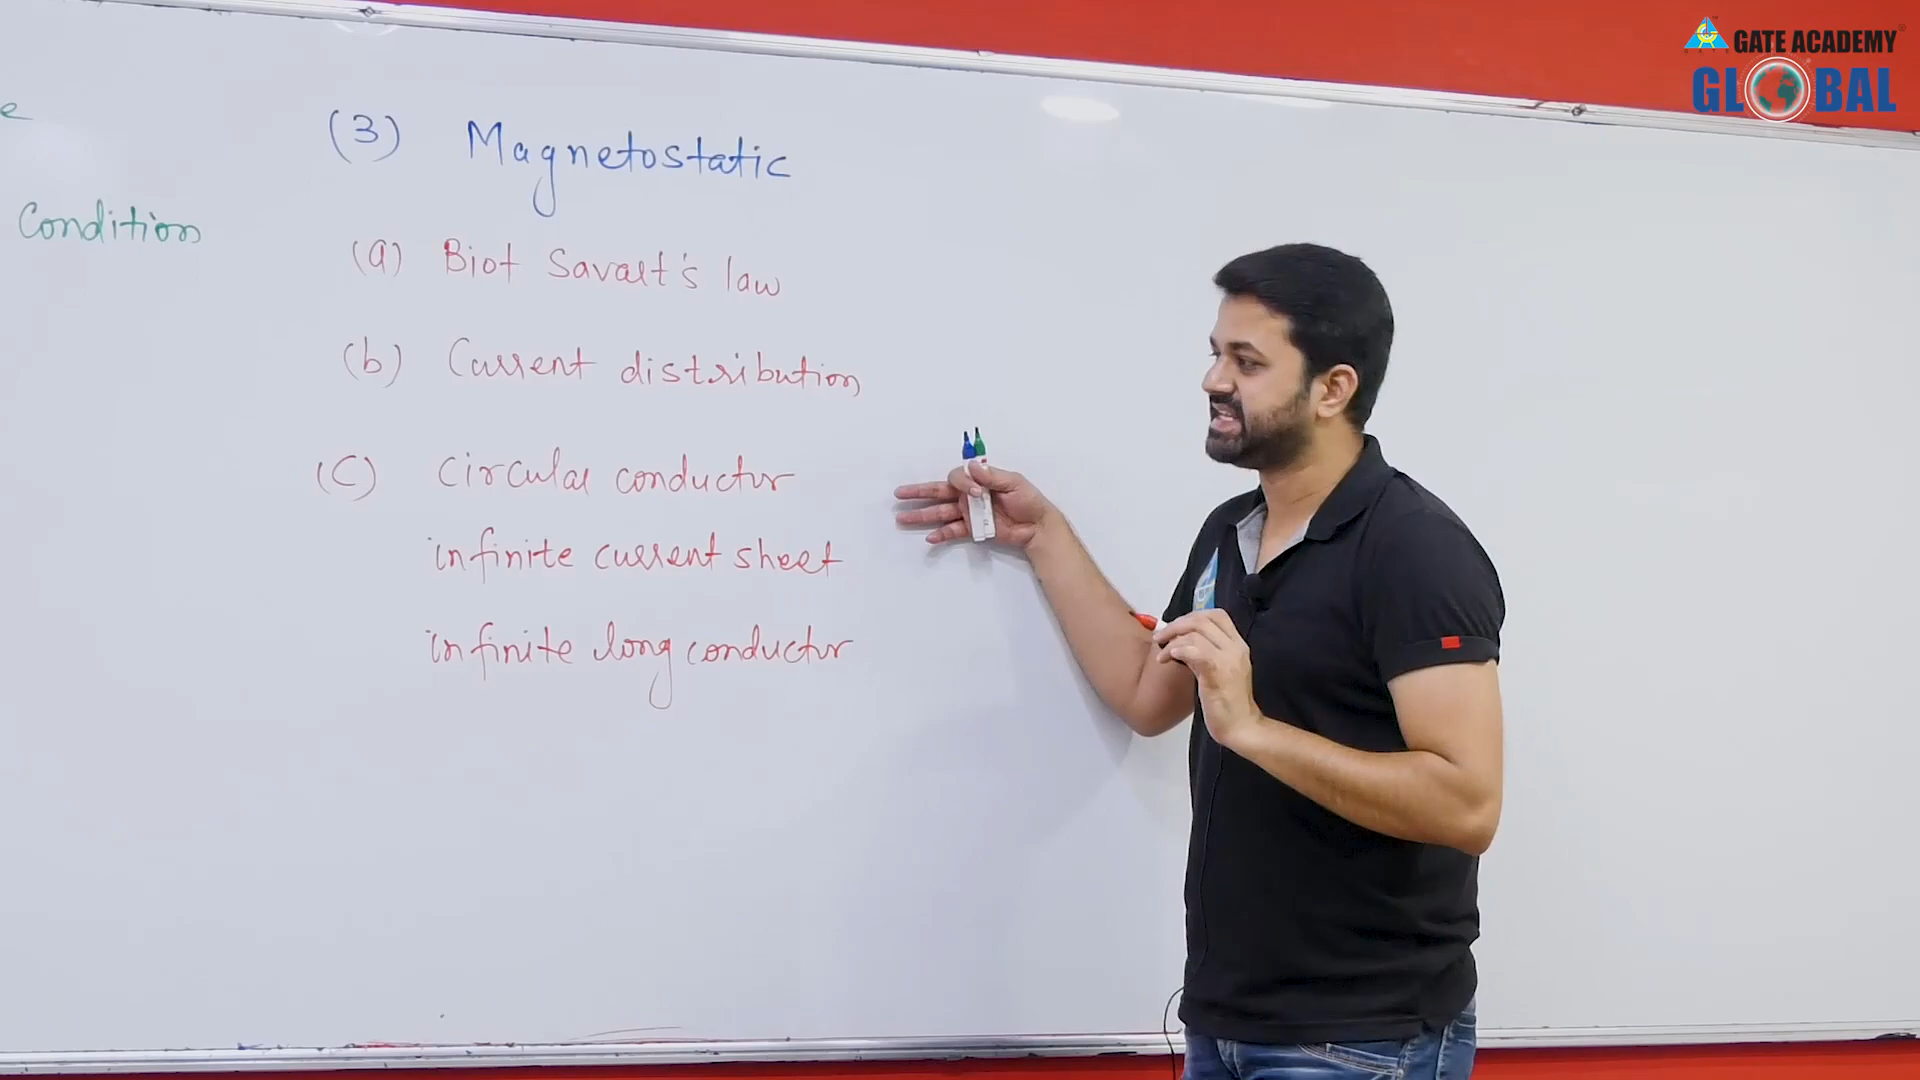 GATE ACADEMY
GLOBAL
e
Condition
(3) Magnetostatic
(a) Biot Savart's law
(b) Current distribution
(C) Circular conductor
infinite current sheet
infinite long conductor